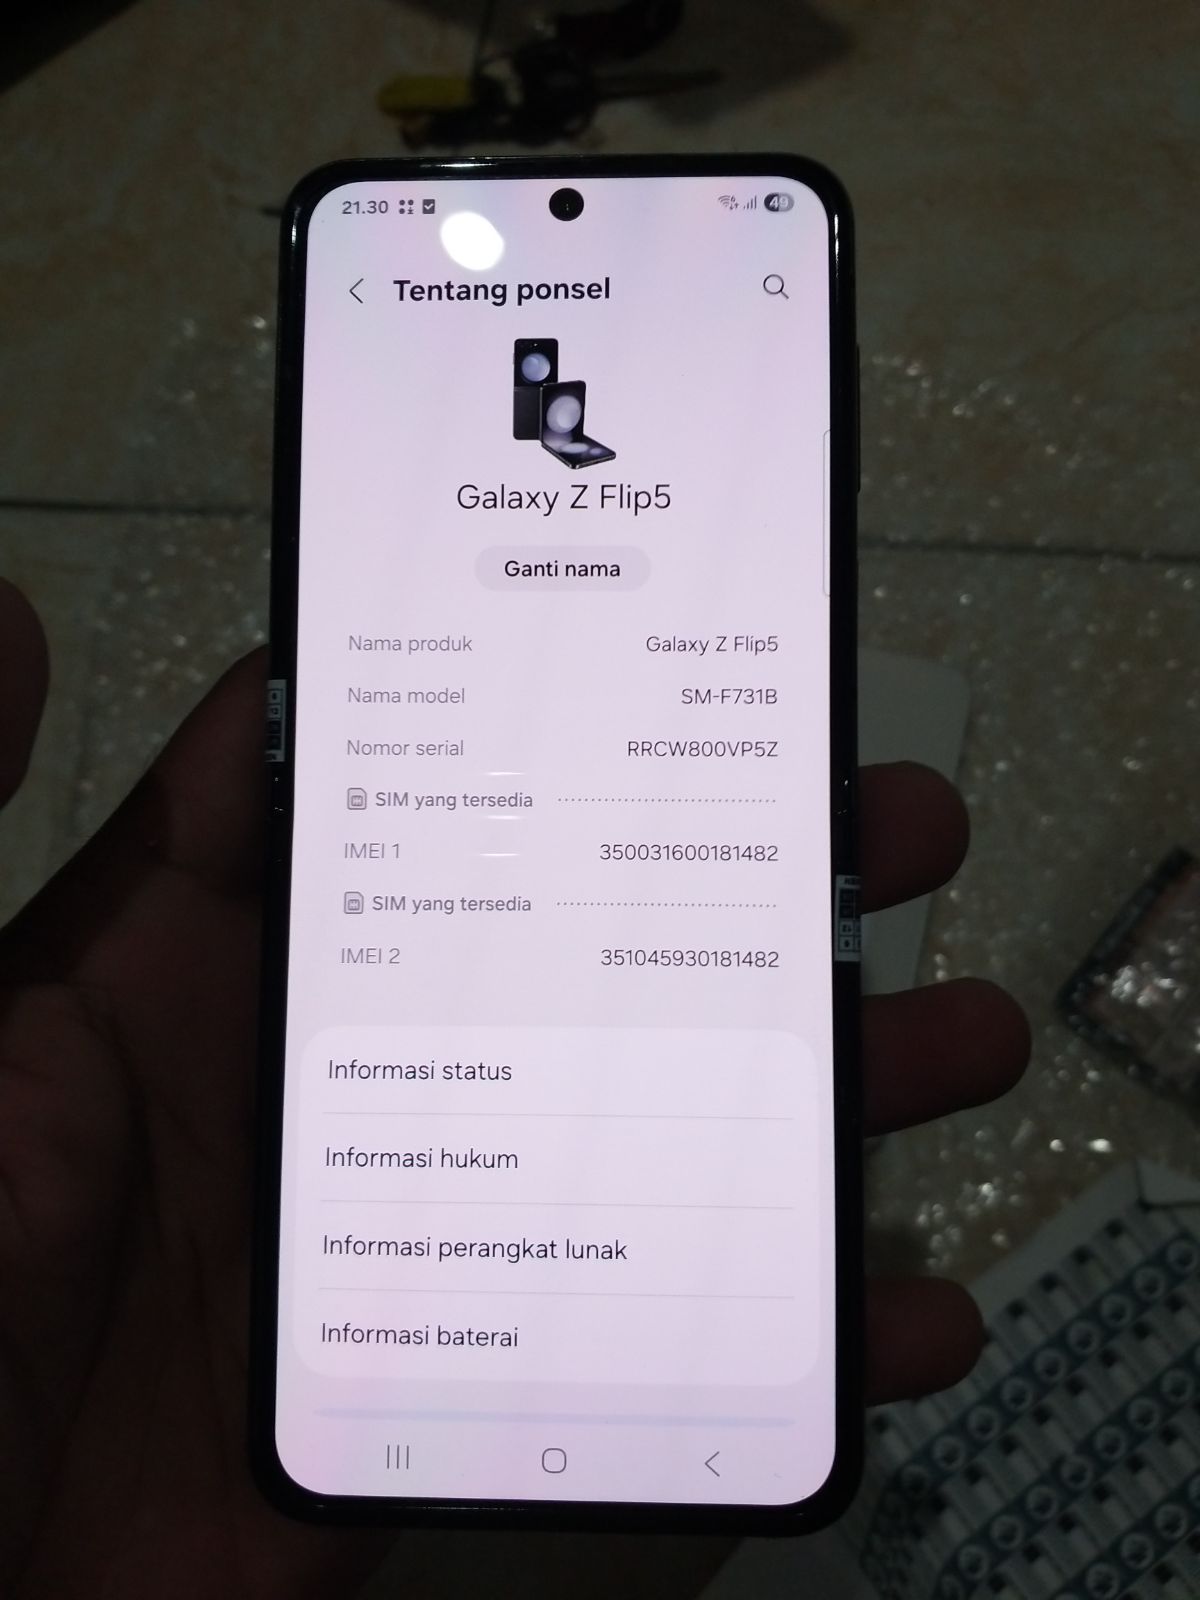 21.30
49
Tentang ponsel
Galaxy Z Flip5
Ganti nama
Nama produk Galaxy Z Flip5
Nama model SM-F731B
Nomor serial RRCW800VP5Z
SIM yang tersedia
IMEI 1 350031600181482
SIM yang tersedia
IMEI 2 351045930181482
Informasi status
Informasi hukum
Informasi perangkat lunak
Informasi baterai